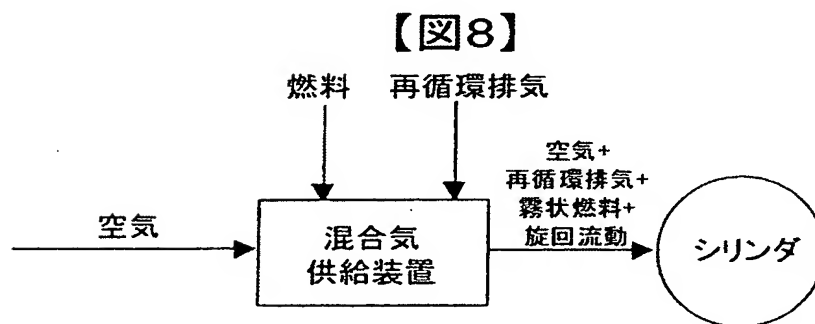 【図8】
燃料
再循環排気
空気+
再循環排気+
霧状燃料+
旋回流動
空気
混合気
供給装置
シリンダ